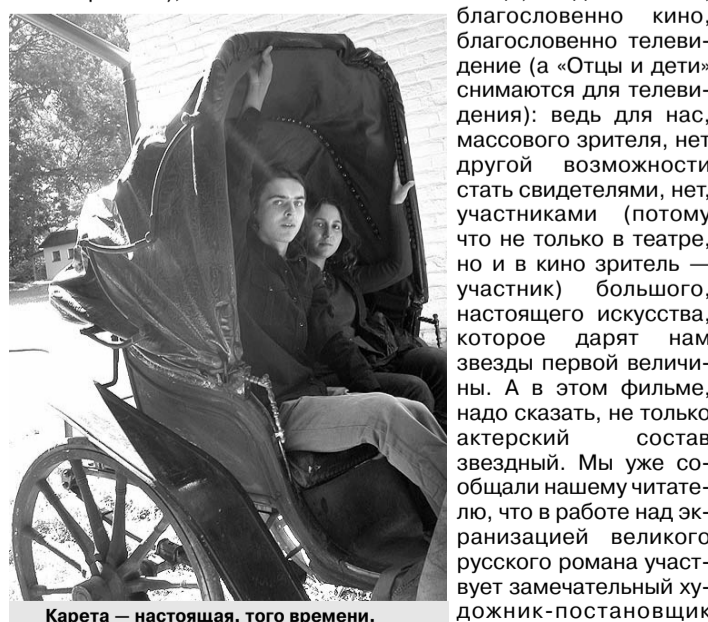 благословенно кино,
благословенно телеви-
дение (а «Отцы и дети»
снимаются для телеви-
дения): ведь для нас,
массового зрителя, нет
другой возможности
стать свидетелями, нет,
участниками (потому
что не только в театре,
но и в кино зритель —
участник) большого,
настоящего искусства,
которое дарят нам
звезды первой величи-
ны. А в этом фильме,
надо сказать, не только
актерский состав
звездный. Мы уже со-
общали нашему читате-
лю, что в работе над эк-
ранизацией великого
русского романа участ-
вует замечательный ху-
дожник-постановщик
Карета — настоящая, того времени.